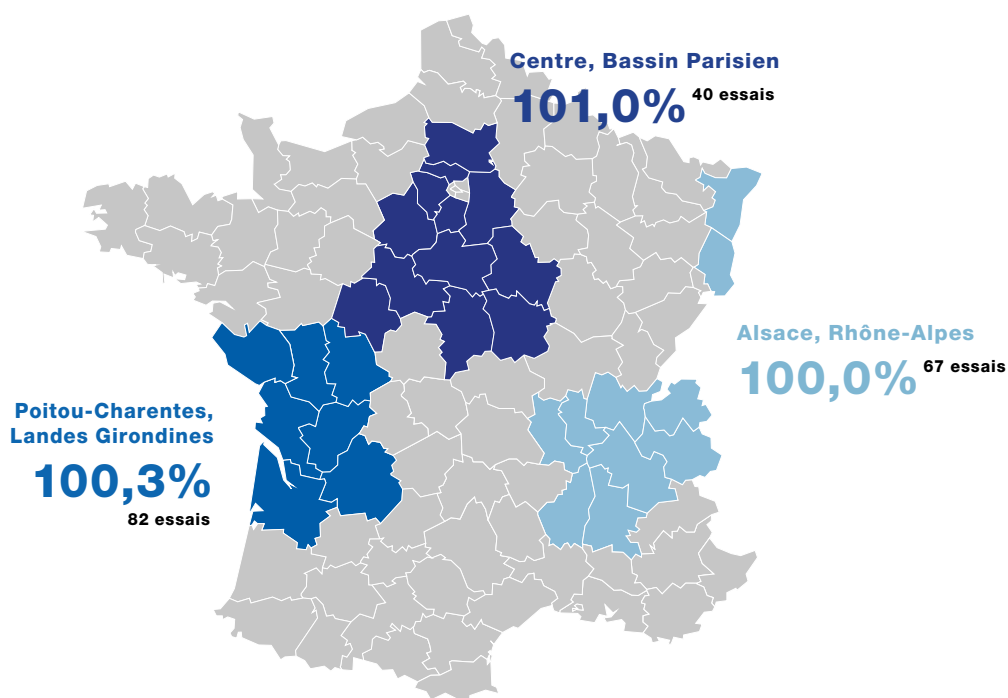 Centre, Bassin Parisien
101,0% 40 essais
Alsace, Rhône-Alpes
100,0% 67 essais
Poitou-Charentes,
Landes Girondines
100,3%
82 essais